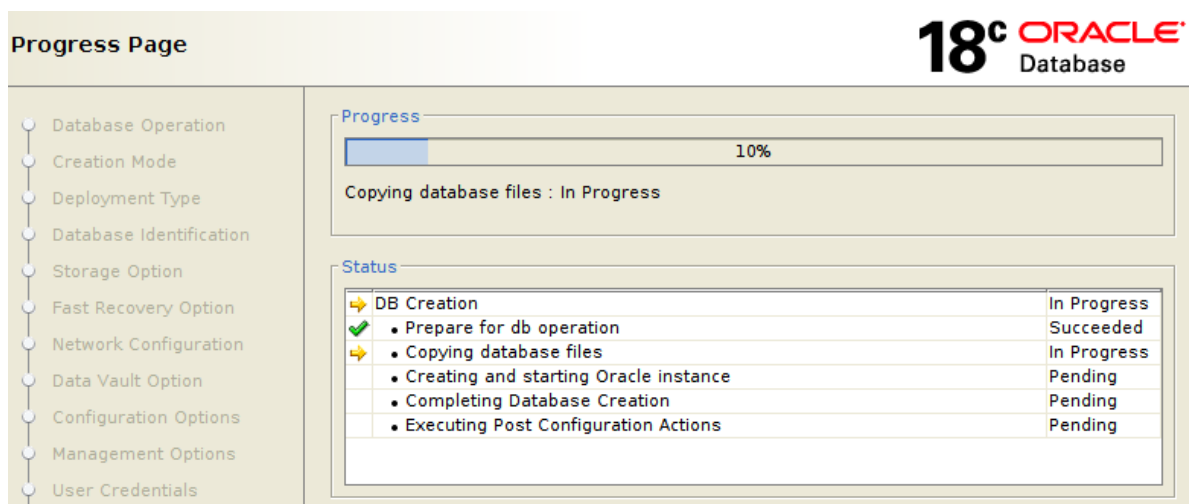 Progress Page
18c ORACLE
Database
Database Operation
Creation Mode
Deployment Type
Database Identification
Storage Option
Fast Recovery Option
Network Configuration
Data Vault Option
Configuration Options
Management Options
User Credentials
Progress
10%
Copying database files : In Progress
Status
DB Creation In Progress
• Prepare for db operation Succeeded
• Copying database files In Progress
• Creating and starting Oracle instance Pending
• Completing Database Creation Pending
• Executing Post Configuration Actions Pending